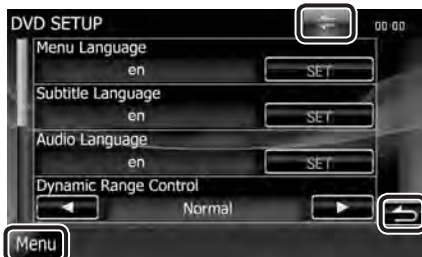 DVD SETUP
00:00
Menu Language
en
SET
Subtitle Language
en
SET
Audio Language
en
SET
Dynamic Range Control
Normal
Menu